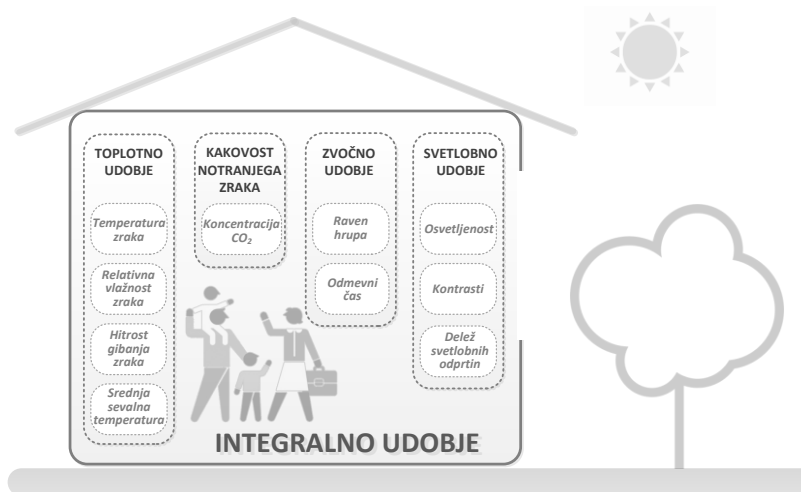 TOPLOTNO
UDOBJE
Temperatura
zraka
Relativna
vlažnost
zraka
Hitrost
gibanja
zraka
Srednja
sevalna
temperatura
KAKOVOST
NOTRANJEGA
ZRAKA
Koncentracija
CO₂
ZVOČNO
UDOBJE
Raven
hrupa
Odmevni
čas
SVETLOBNO
UDOBJE
Osvetljenost
Kontrasti
Delež
svetlobnih
odprtin
INTEGRALNO UDOBJE